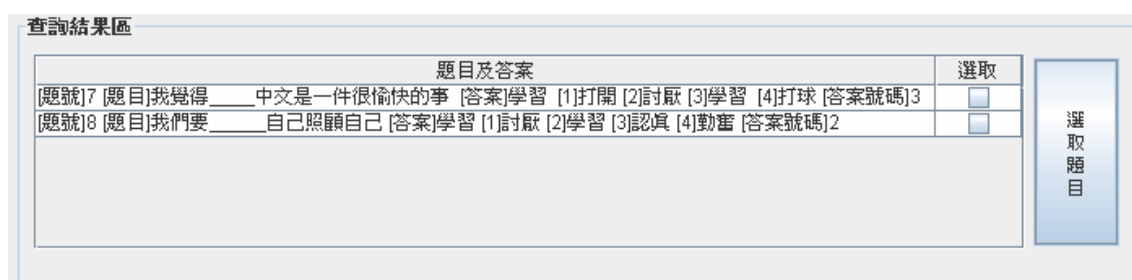 查詢結果區
題目及答案 選取
[題號]7 [題目]我覺得_____中文是一件很愉快的事 [答案]學習 [1]打開 [2]討厭 [3]學習 [4]打球 [答案號碼]3
[題號]8 [題目]我們要______自己照顧自己 [答案]學習 [1]討厭 [2]學習 [3]認真 [4]勤奮 [答案號碼]2
選取題目